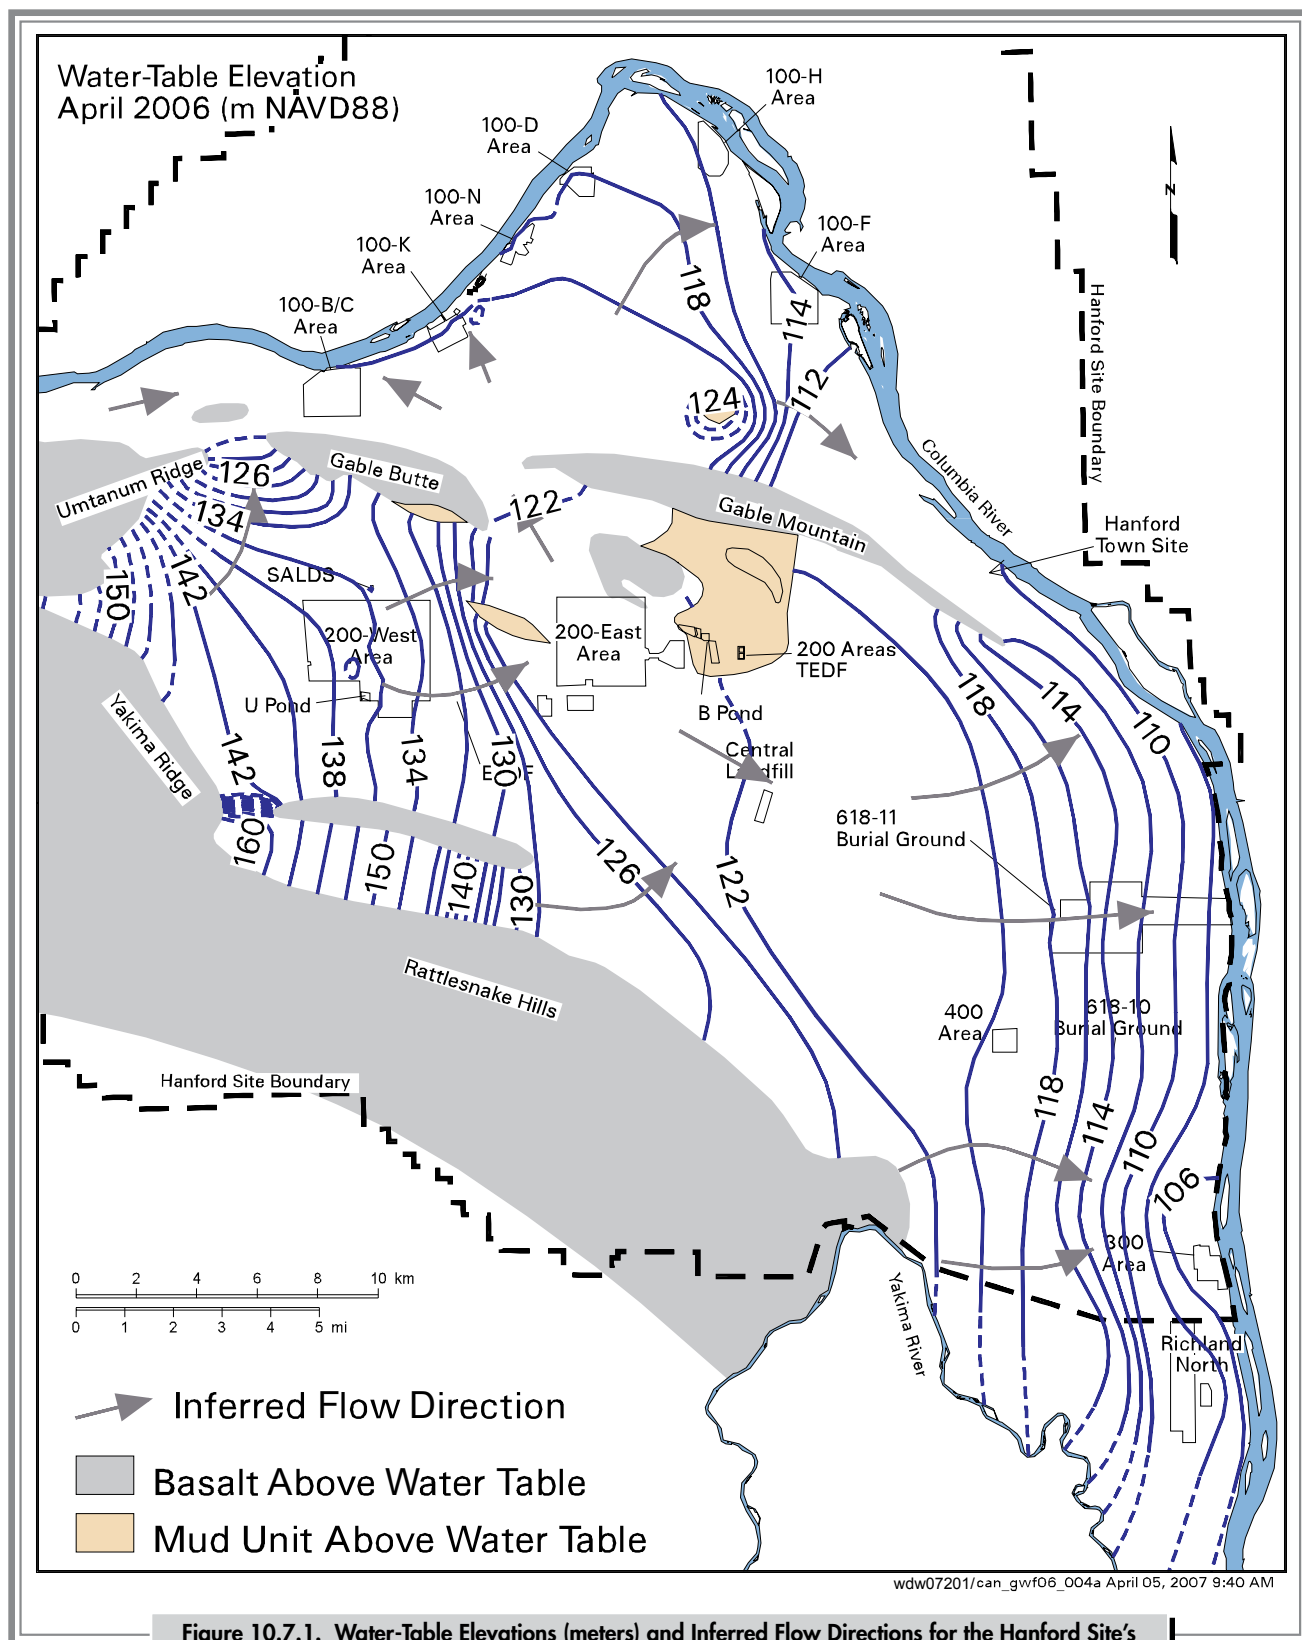 Water-Table Elevation
April 2006 (m NAVD88)
100-H
Area
100-D
Area
100-N
Area
100-F
Area
100-K
Area
100-B/C
Area
N
Hanford Site Boundary
118
114
112
124
Columbia River
Umtanum Ridge
126
Gable Butte
134
122
Gable Mountain
Hanford
Town Site
142
150
SALDS
200-West
Area
200-East
Area
200 Areas
TEDF
U Pond
B Pond
118
114
110
Yakima Ridge
142
138
134
130
Central
Landfill
160
150
140
130
126
122
618-11
Burial Ground
Rattlesnake Hills
400
Area
618-10
Burial Ground
Hanford Site Boundary
118
114
110
106
300
Area
0 2 4 6 8 10 km
0 1 2 3 4 5 mi
Yakima River
Richland
North
Inferred Flow Direction
Basalt Above Water Table
Mud Unit Above Water Table
wdw07201/can_gwf06_004a April 05, 2007 9:40 AM
Figure 10.7.1. Water-Table Elevations (meters) and Inferred Flow Directions for the Hanford Site's